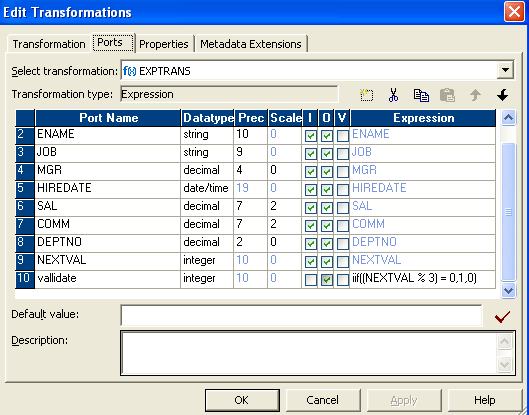 Edit Transformations
Transformation Ports Properties Metadata Extensions
Select transformation: f(x) EXPTRANS
Transformation type: Expression
Port Name Datatype Prec Scale I O V Expression
2 ENAME string 10 0 ENAME
3 JOB string 9 0 JOB
4 MGR decimal 4 0 MGR
5 HIREDATE date/time 19 0 HIREDATE
6 SAL decimal 7 2 SAL
7 COMM decimal 7 2 COMM
8 DEPTNO decimal 2 0 DEPTNO
9 NEXTVAL integer 10 0 NEXTVAL
10 vallidate integer 10 0 iif((NEXTVAL % 3) = 0,1,0)
Default value:
Description:
OK Cancel Apply Help